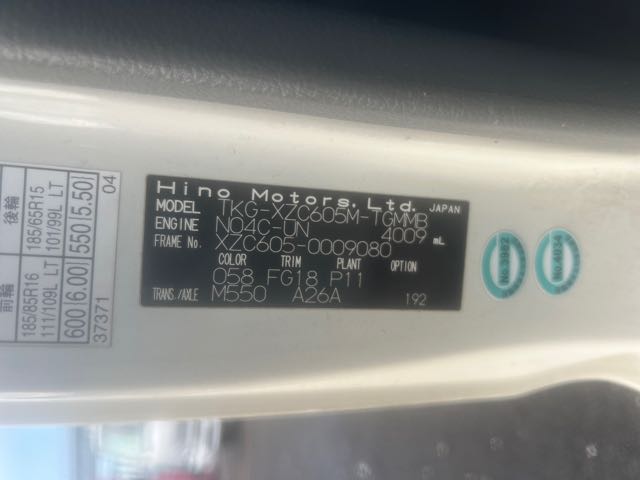 Hino Motors, Ltd. JAPAN
MODEL TKG-XZC605M-TGMMB
ENGINE N04C-UN 4009 mL
FRAME No. XZC605-0009080
COLOR TRIM PLANT OPTION
058 FG18 P11
TRANS./AXLE M550 A26A 192
前輪 後輪
185/85R16 185/65R15
111/109L LT 101/99L LT
600 (6.00) 550 (5.50)
37371 04